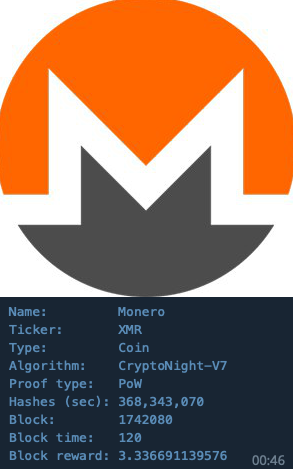 Name: Monero
Ticker: XMR
Type: Coin
Algorithm: CryptoNight-V7
Proof type: PoW
Hashes (sec): 368,343,070
Block: 1742080
Block time: 120
Block reward: 3.336691139576
00:46